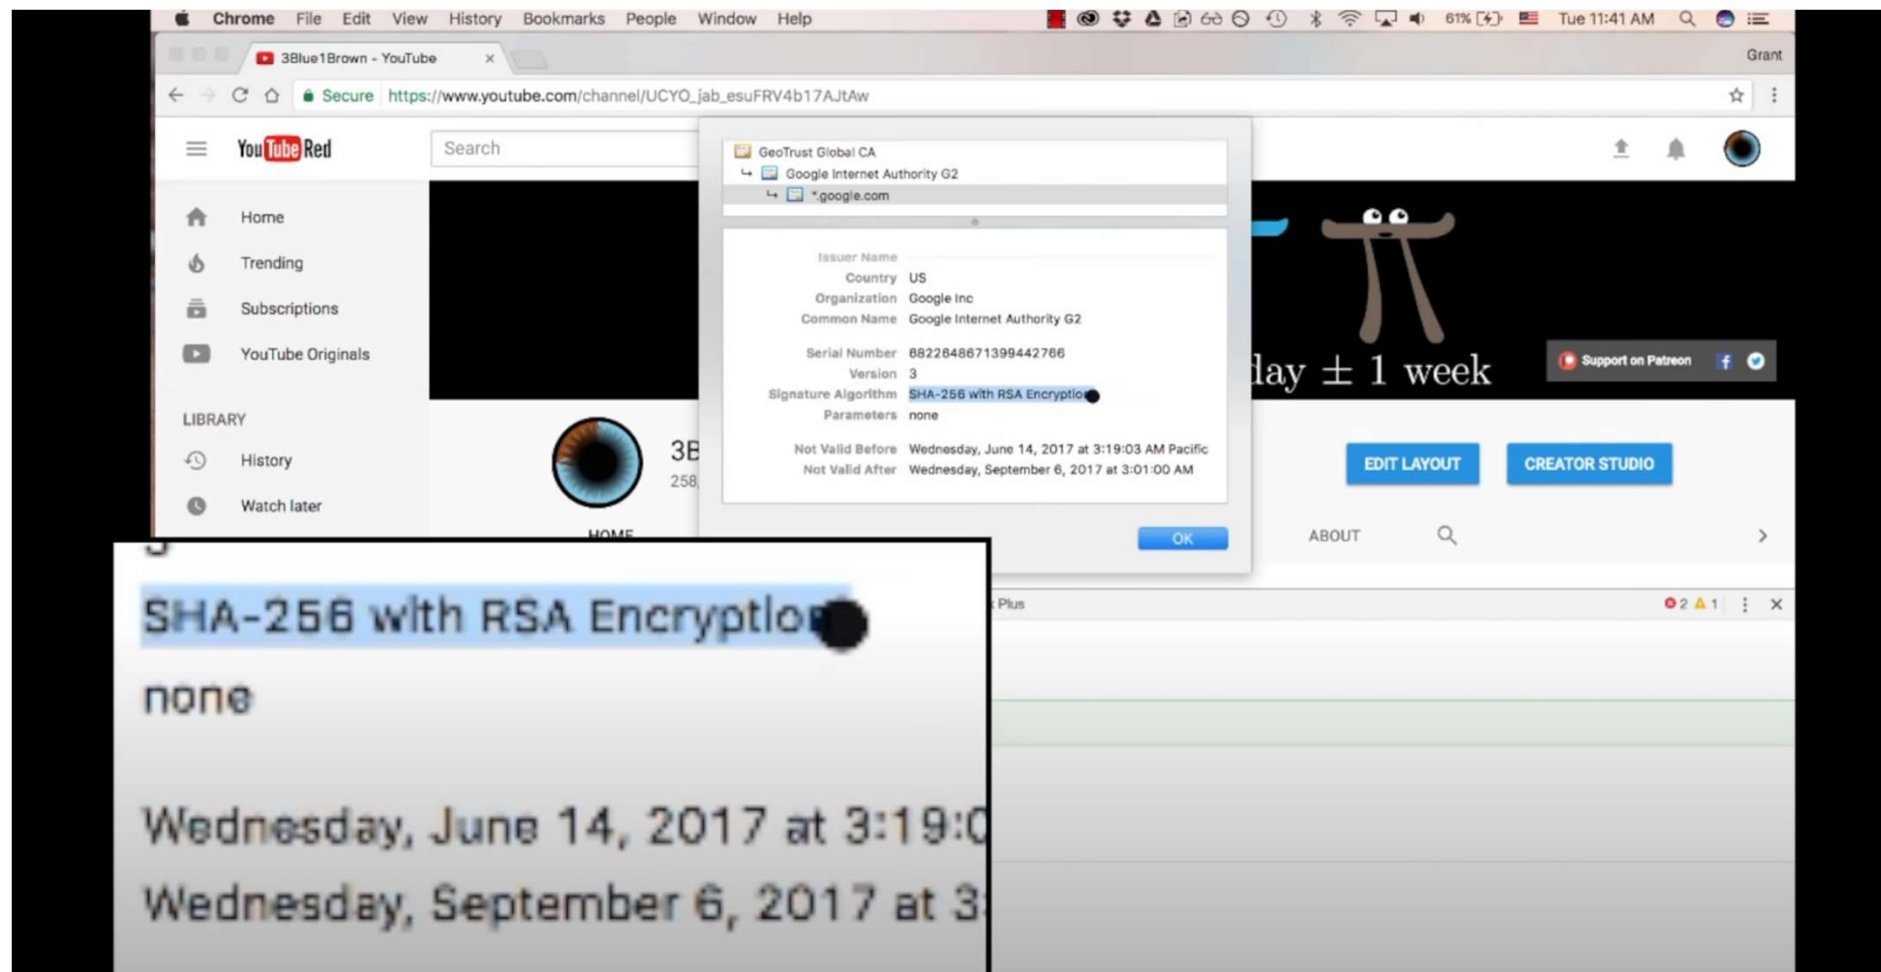 Chrome File Edit View History Bookmarks People Window Help 61% Tue 11:41 AM
3Blue1Brown - YouTube Grant
Secure https://www.youtube.com/channel/UCYO_jab_esuFRV4b17AJtAw
YouTube Red Search
GeoTrust Global CA
Google Internet Authority G2
*.google.com
Home
Trending
Subscriptions
YouTube Originals
LIBRARY
History
Watch later
Issuer Name
Country US
Organization Google Inc
Common Name Google Internet Authority G2
Serial Number 6822648671399442766
Version 3
Signature Algorithm SHA-256 with RSA Encryption
Parameters none
Not Valid Before Wednesday, June 14, 2017 at 3:19:03 AM Pacific
Not Valid After Wednesday, September 6, 2017 at 3:01:00 AM
OK
day ± 1 week
Support on Patreon
3B
258,
EDIT LAYOUT CREATOR STUDIO
HOME ABOUT
Plus 2 1
SHA-256 with RSA Encryption
none
Wednesday, June 14, 2017 at 3:19:0
Wednesday, September 6, 2017 at 3: